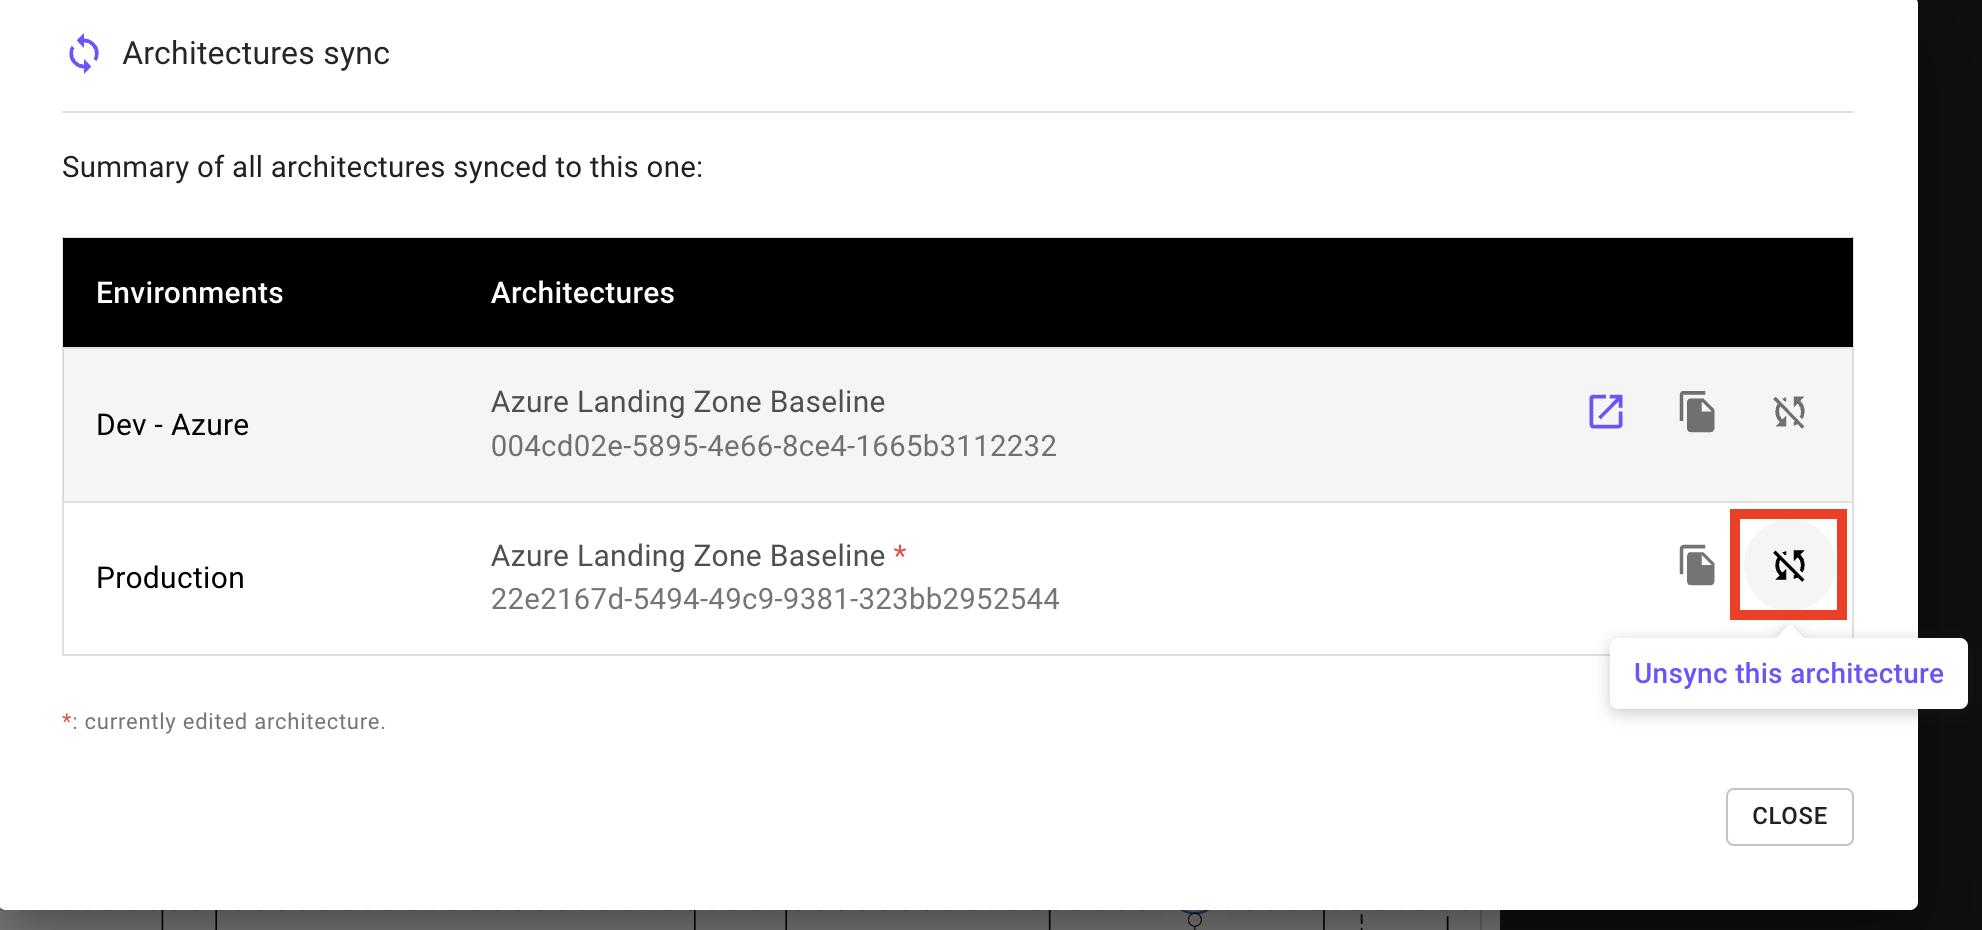 Architectures sync
Summary of all architectures synced to this one:
Environments Architectures
Dev - Azure
Azure Landing Zone Baseline
004cd02e-5895-4e66-8ce4-1665b3112232
Production
Azure Landing Zone Baseline *
22e2167d-5494-49c9-9381-323bb2952544
Unsync this architecture
*: currently edited architecture.
CLOSE